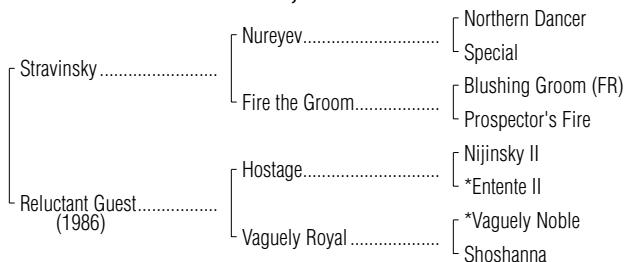 Northern Dancer
Nureyev
Special
Stravinsky
Blushing Groom (FR)
Fire the Groom
Prospector's Fire
Nijinsky II
Hostage
*Entente II
Reluctant Guest
(1986)
*Vaguely Noble
Vaguely Royal
Shoshanna